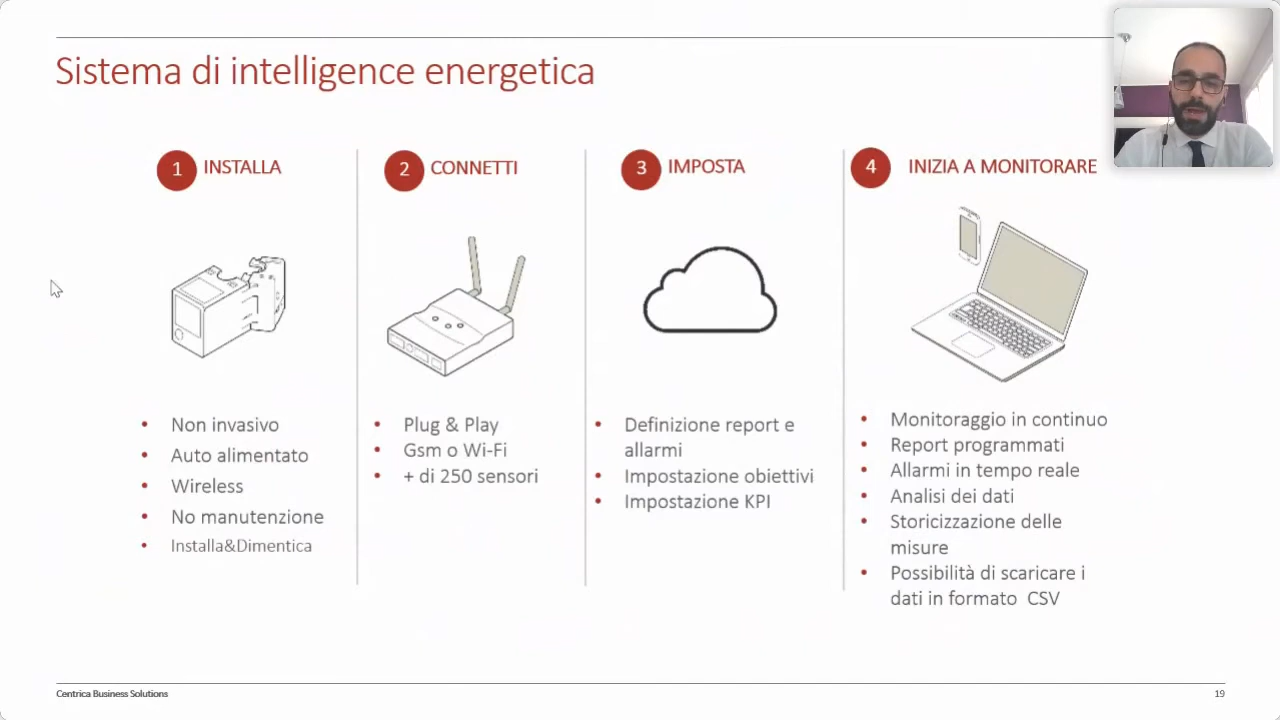 Sistema di intelligence energetica
1 INSTALLA
Non invasivo
Auto alimentato
Wireless
No manutenzione
Installa&Dimentica
2 CONNETTI
Plug & Play
Gsm o Wi-Fi
+ di 250 sensori
3 IMPOSTA
Definizione report e
allarmi
Impostazione obiettivi
Impostazione KPI
4 INIZIA A MONITORARE
Monitoraggio in continuo
Report programmati
Allarmi in tempo reale
Analisi dei dati
Storicizzazione delle
misure
Possibilità di scaricare i
dati in formato CSV
Centrica Business Solutions
19